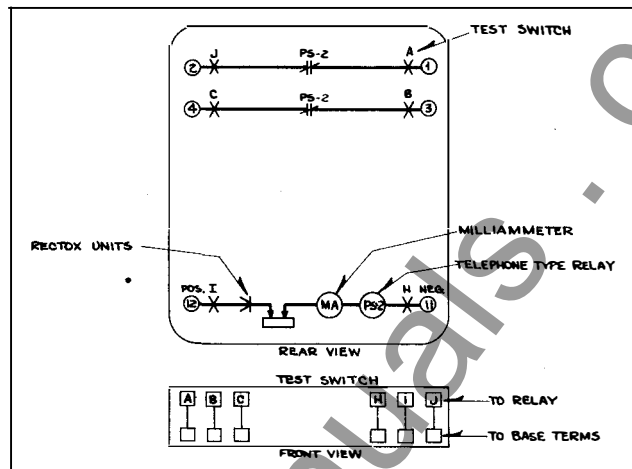 TEST SWITCH
J PS-2 A
2 1
C PS-2 B
4 3
MILLIAMMETER
RECTOX UNITS
TELEPHONE TYPE RELAY
POS. I H NEG.
12 MA PS2 11
REAR VIEW
TEST SWITCH
A B C H I J TO RELAY
TO BASE TERMS
FRONT VIEW
uals . c